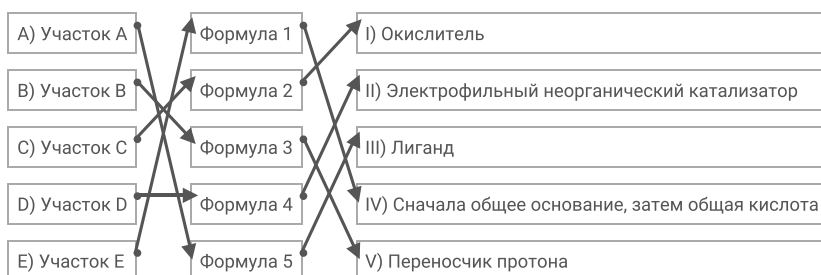 A) Участок A Формула 1 I) Окислитель
B) Участок B Формула 2 II) Электрофильный неорганический катализатор
C) Участок C Формула 3 III) Лиганд
D) Участок D Формула 4 IV) Сначала общее основание, затем общая кислота
E) Участок E Формула 5 V) Переносчик протона